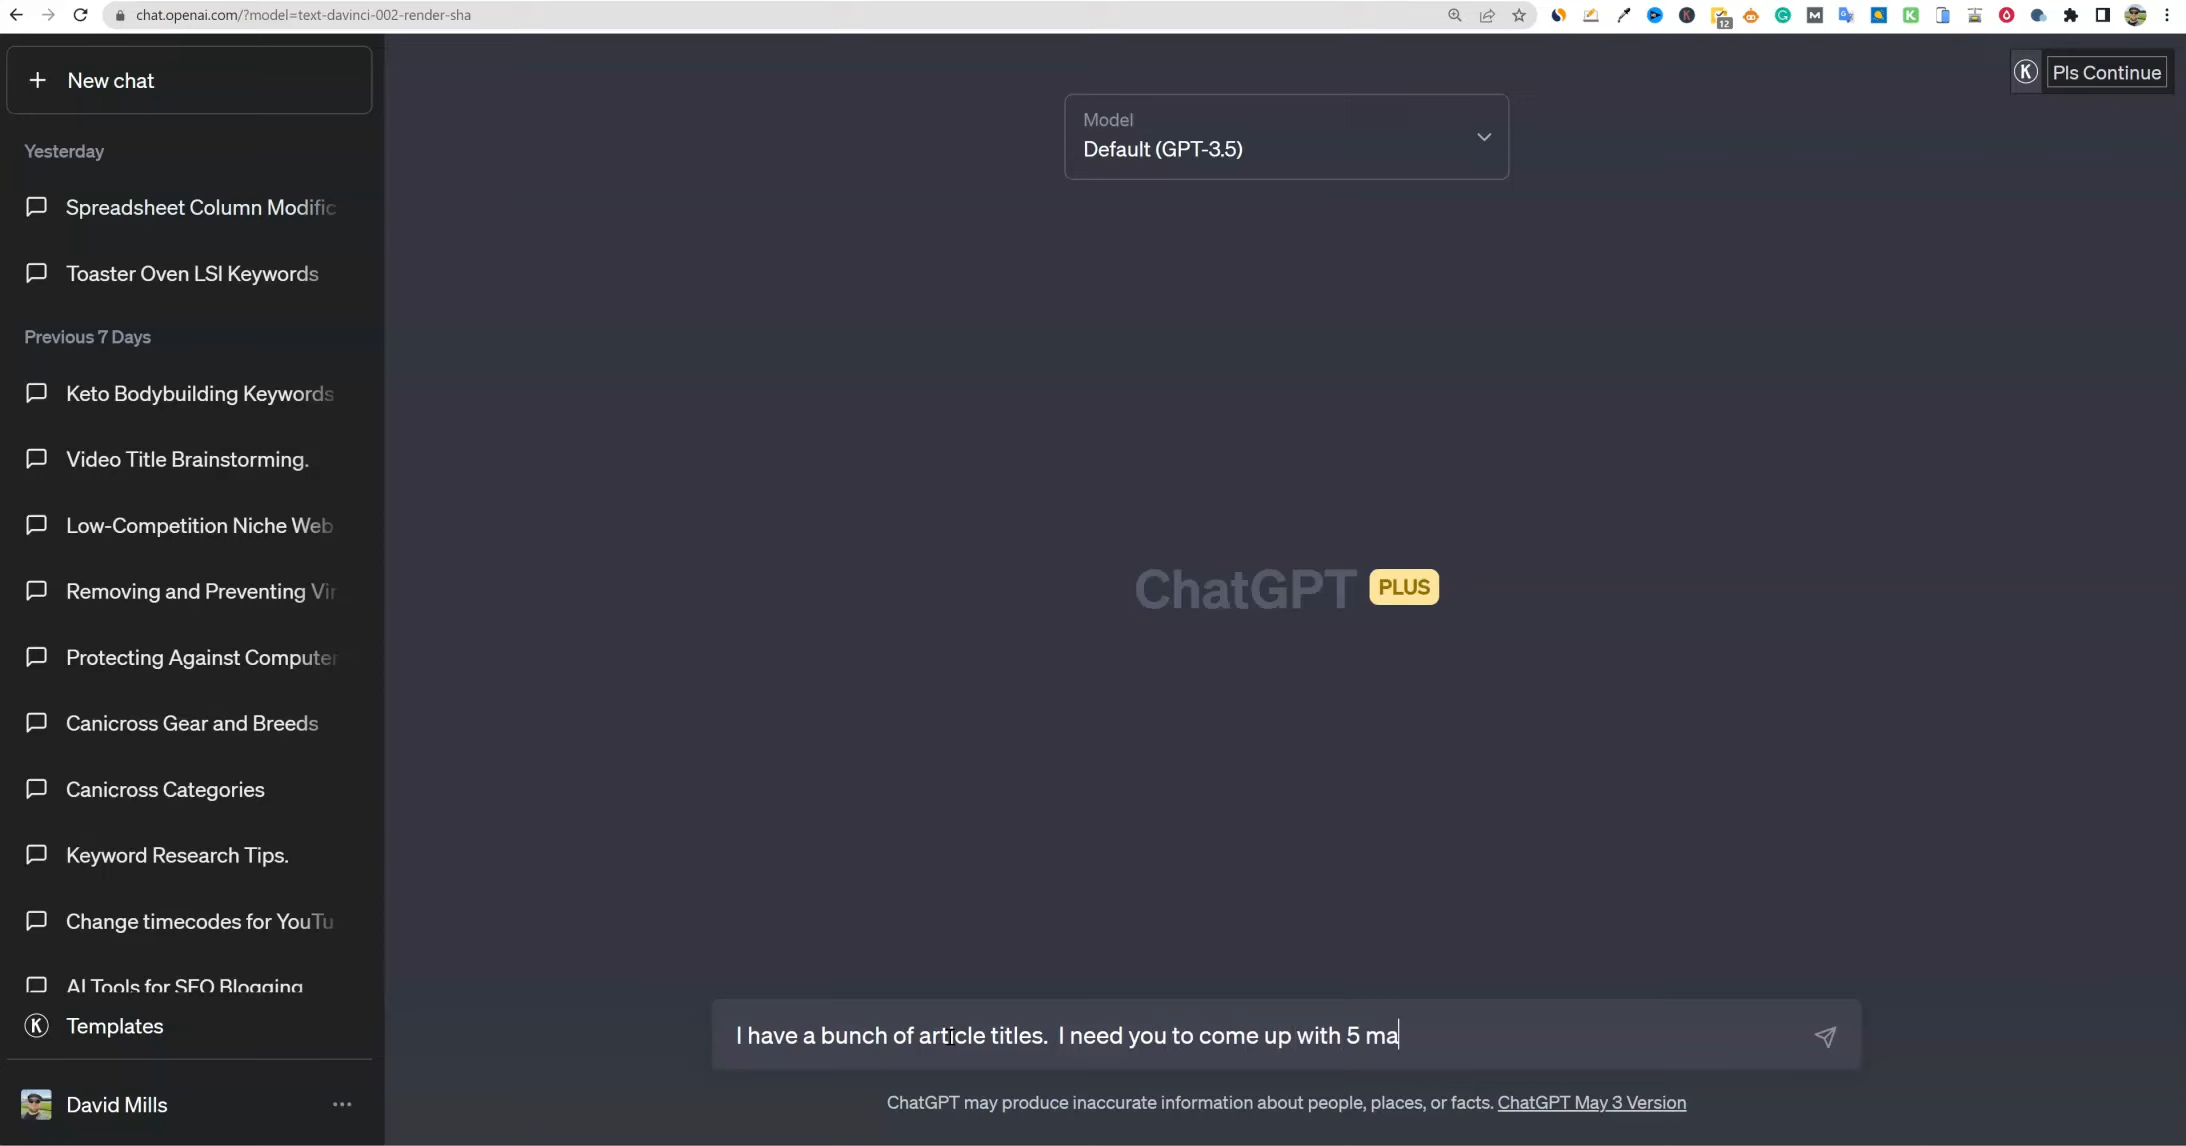 chat.openai.com/?model=text-davinci-002-render-sha
12
New chat
K Pls Continue
Model
Default (GPT-3.5)
Yesterday
Spreadsheet Column Modific
Toaster Oven LSI Keywords
Previous 7 Days
Keto Bodybuilding Keywords
Video Title Brainstorming.
Low-Competition Niche Web
ChatGPT PLUS
Removing and Preventing Vir
Protecting Against Computer
Canicross Gear and Breeds
Canicross Categories
Keyword Research Tips.
Change timecodes for YouTu
AI Tools for SEO Blogging
K Templates
I have a bunch of article titles.  I need you to come up with 5 ma
David Mills
ChatGPT may produce inaccurate information about people, places, or facts. ChatGPT May 3 Version